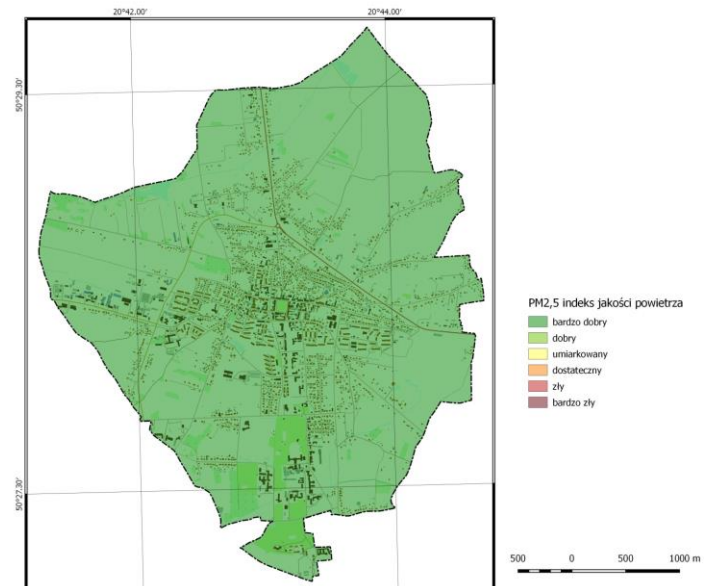 20°42.00' 20°44.00'
50°29.30'
PM2,5 indeks jakości powietrza
bardzo dobry
dobry
umiarkowany
dostateczny
zły
bardzo zły
50°27.30'
500 0 500 1000 m